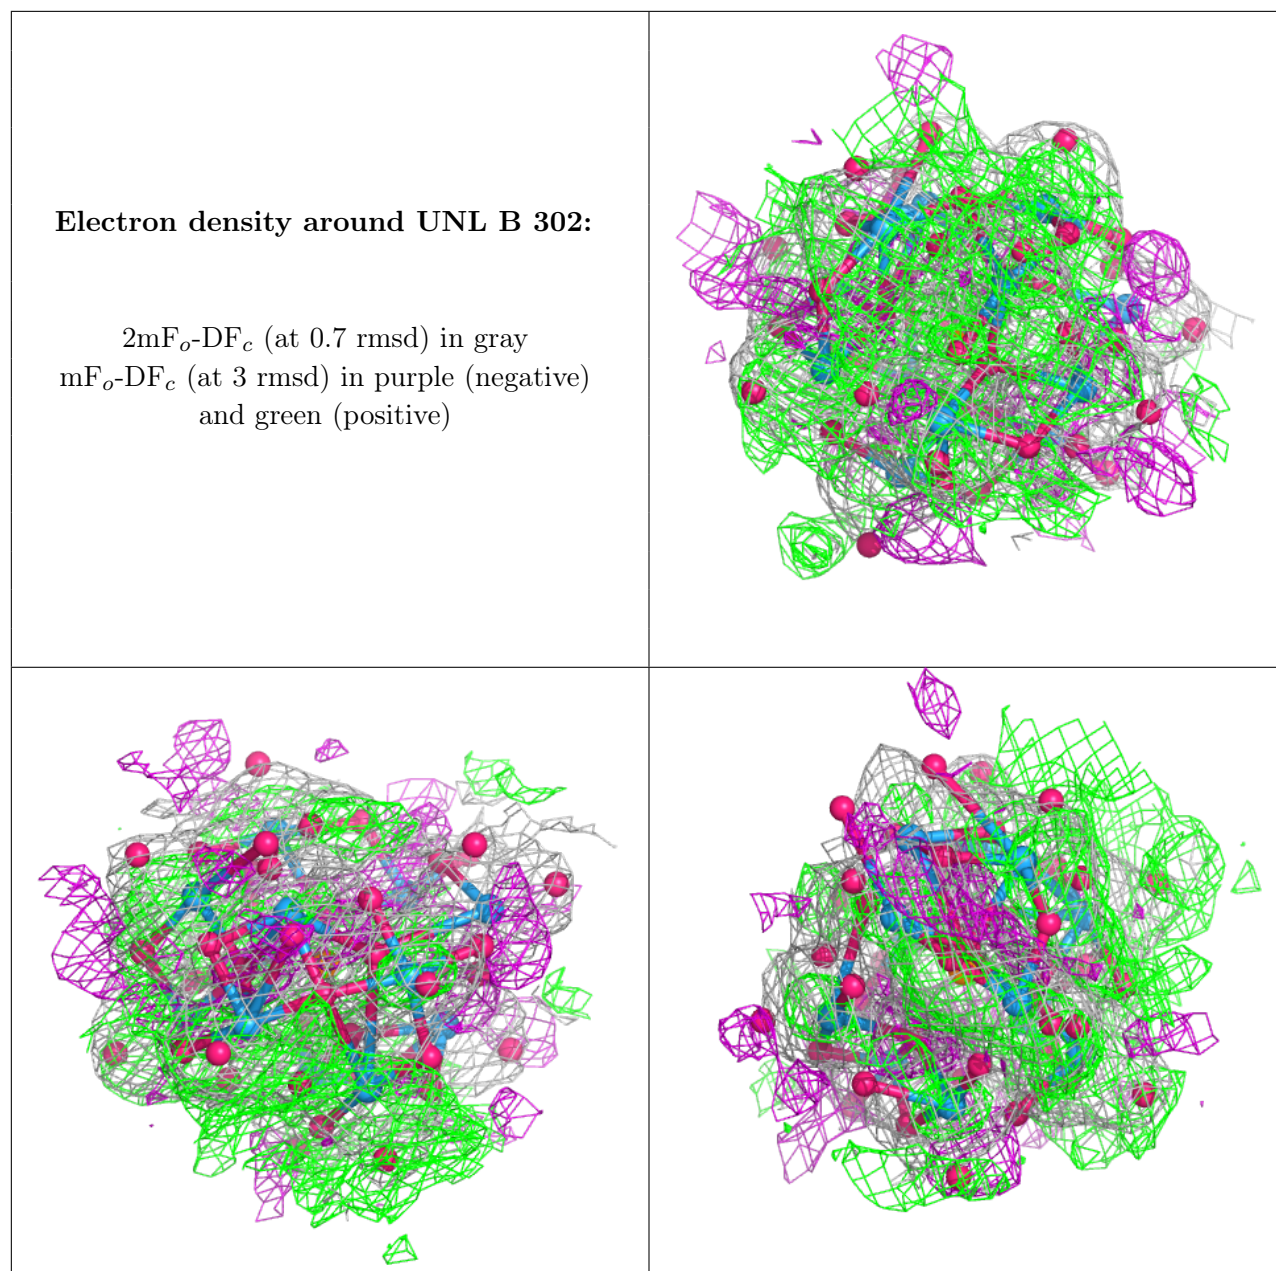 Electron density around UNL B 302:
2mFₒ-DF𝒸 (at 0.7 rmsd) in gray
mFₒ-DF𝒸 (at 3 rmsd) in purple (negative)
and green (positive)